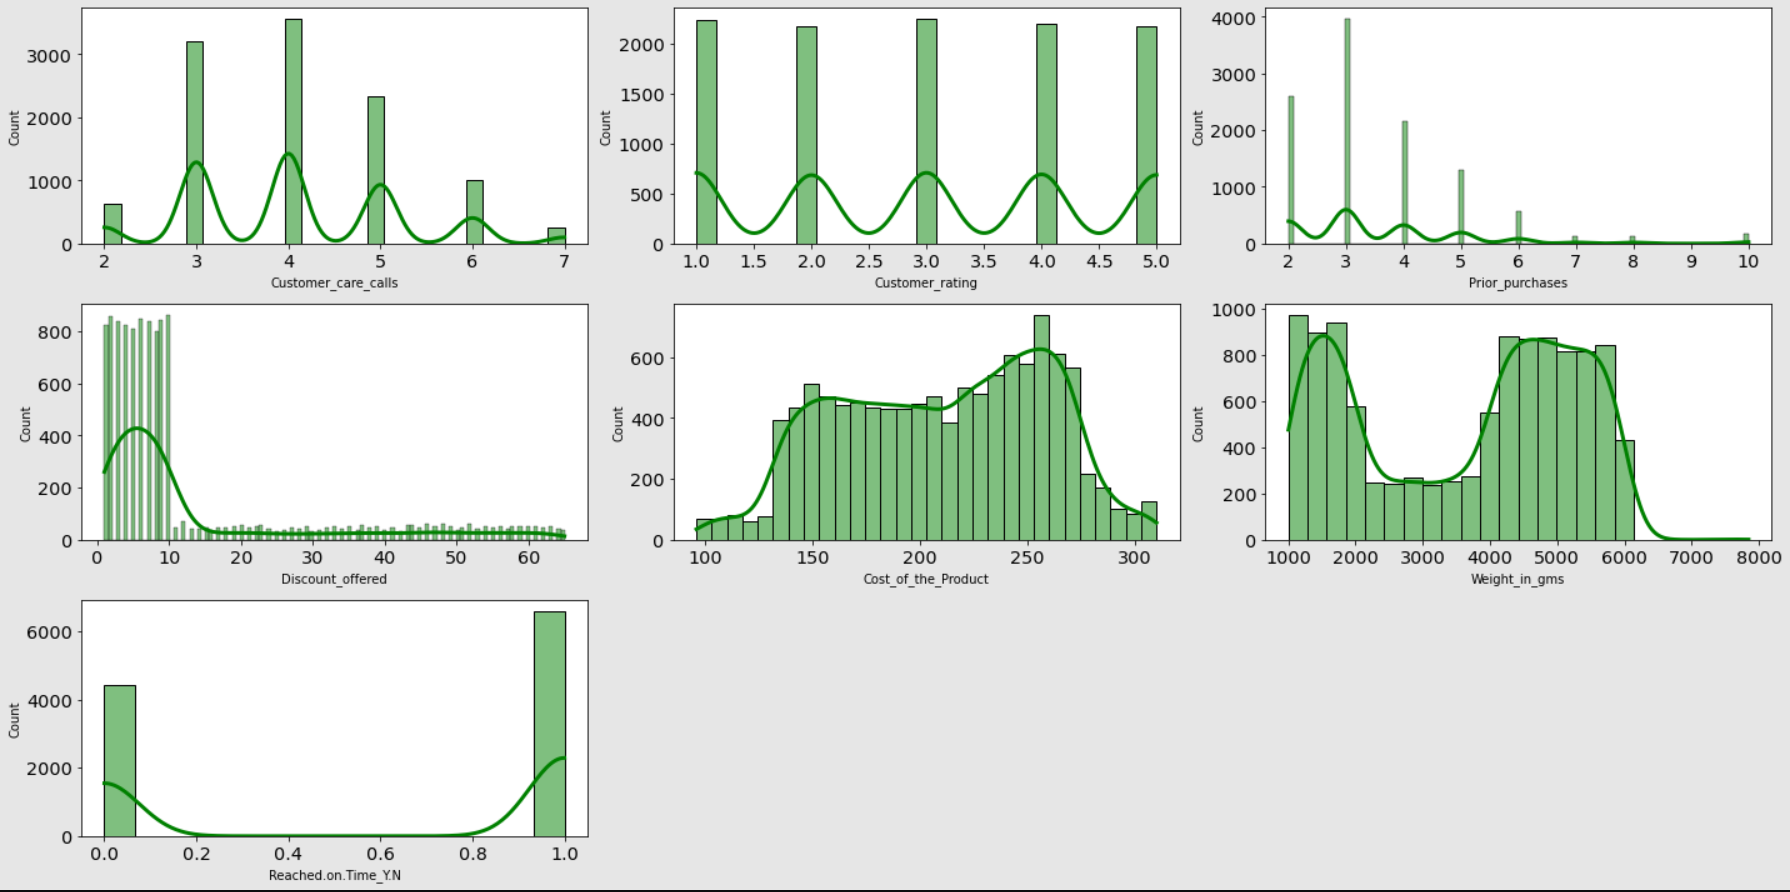 Count
3000
2000
1000
0
2 3 4 5 6 7
Customer_care_calls
Count
2000
1500
1000
500
0
1.0 1.5 2.0 2.5 3.0 3.5 4.0 4.5 5.0
Customer_rating
Count
4000
3000
2000
1000
0
2 3 4 5 6 7 8 9 10
Prior_purchases
Count
800
600
400
200
0
0 10 20 30 40 50 60
Discount_offered
Count
600
400
200
0
100 150 200 250 300
Cost_of_the_Product
Count
1000
800
600
400
200
0
1000 2000 3000 4000 5000 6000 7000 8000
Weight_in_gms
Count
6000
4000
2000
0
0.0 0.2 0.4 0.6 0.8 1.0
Reached.on.Time_Y.N